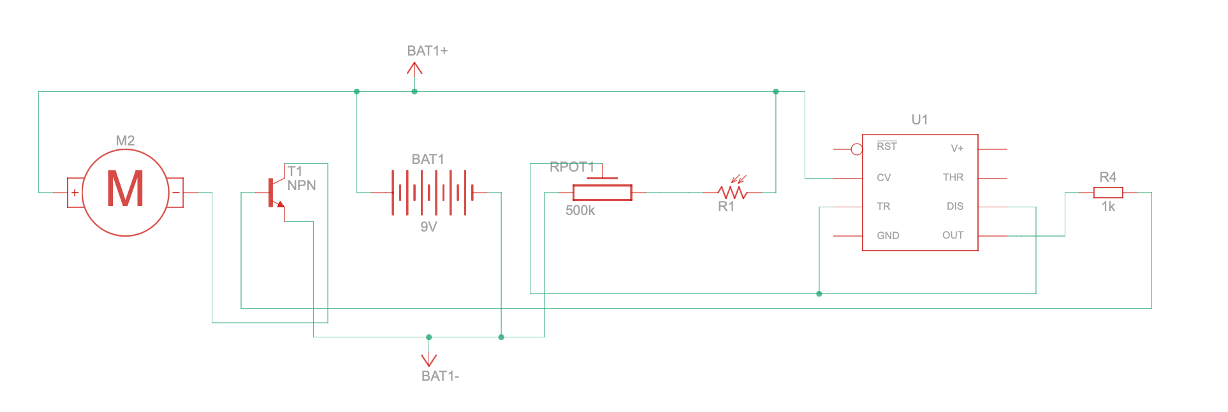 BAT1+
U1
M2
M
+
-
T1
NPN
BAT1
9V
RPOT1
500k
R1
RST
CV
TR
GND
V+
THR
DIS
OUT
R4
1k
BAT1-